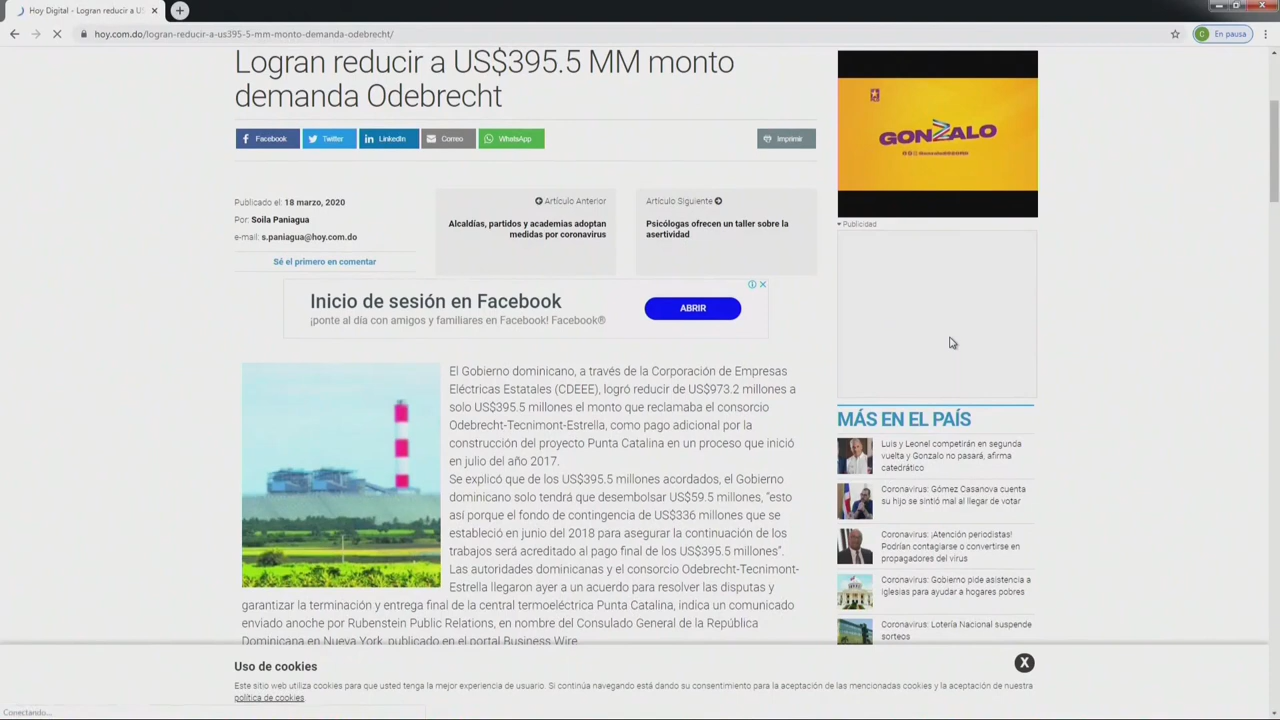 Hoy Digital - Logran reducir a US
hoy.com.do/logran-reducir-a-us395-5-mm-monto-demanda-odebrecht/
C
En pausa
Logran reducir a US$395.5 MM monto
demanda Odebrecht
Facebook
Twitter
LinkedIn
Correo
WhatsApp
Imprimir
Publicado el: 18 marzo, 2020
Por: Soila Paniagua
e-mail: s.paniagua@hoy.com.do
Sé el primero en comentar
Artículo Anterior
Alcaldías, partidos y academias adoptan
medidas por coronavirus
Artículo Siguiente
Psicólogas ofrecen un taller sobre la
asertividad
Inicio de sesión en Facebook
¡ponte al día con amigos y familiares en Facebook! Facebook®
ABRIR
El Gobierno dominicano, a través de la Corporación de Empresas
Eléctricas Estatales (CDEEE), logró reducir de US$973.2 millones a
solo US$395.5 millones el monto que reclamaba el consorcio
Odebrecht-Tecnimont-Estrella, como pago adicional por la
construcción del proyecto Punta Catalina en un proceso que inició
en julio del año 2017.
Se explicó que de los US$395.5 millones acordados, el Gobierno
dominicano solo tendrá que desembolsar US$59.5 millones, “esto
así porque el fondo de contingencia de US$336 millones que se
estableció en junio del 2018 para asegurar la continuación de los
trabajos será acreditado al pago final de los US$395.5 millones”.
Las autoridades dominicanas y el consorcio Odebrecht-Tecnimont-
Estrella llegaron ayer a un acuerdo para resolver las disputas y
garantizar la terminación y entrega final de la central termoeléctrica Punta Catalina, indica un comunicado
enviado anoche por Rubenstein Public Relations, en nombre del Consulado General de la República
Dominicana en Nueva York, publicado en el portal Business Wire.
GONZALO
Publicidad
MÁS EN EL PAÍS
Luis y Leonel competirán en segunda
vuelta y Gonzalo no pasará, afirma
catedrático
Coronavirus: Gómez Casanova cuenta
su hijo se sintió mal al llegar de votar
Coronavirus: ¡Atención periodistas!
Podrían contagiarse o convertirse en
propagadores del virus
Coronavirus: Gobierno pide asistencia a
Iglesias para ayudar a hogares pobres
Coronavirus: Lotería Nacional suspende
sorteos
Uso de cookies
X
Este sitio web utiliza cookies para que usted tenga la mejor experiencia de usuario. Si continúa navegando está dando su consentimiento para la aceptación de las mencionadas cookies y la aceptación de nuestra
política de cookies
Conectando...